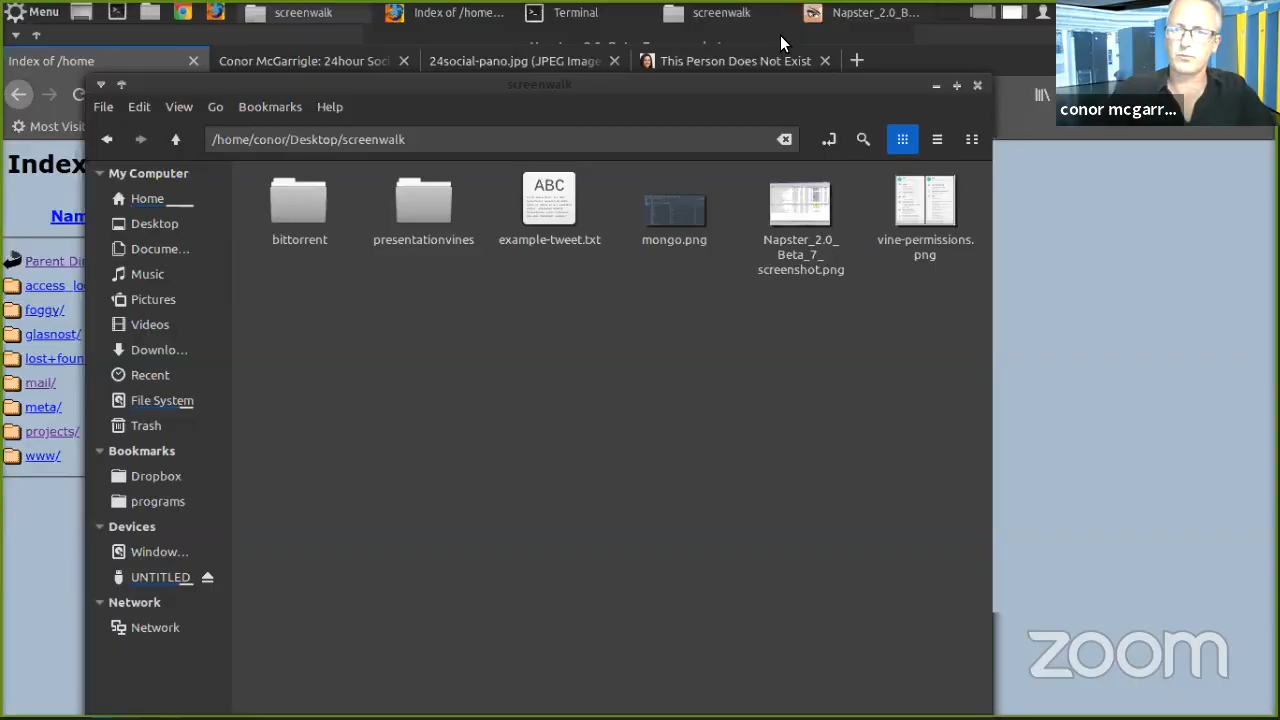 Menu
screenwalk
Index of /home...
Terminal
screenwalk
Napster_2.0_B...
Index of /home
Conor McGarrigle: 24hour Soci
24social-pano.jpg (JPEG Image
This Person Does Not Exist
screenwalk
conor mcgarr...
File Edit View Go Bookmarks Help
Most Visit
/home/conor/Desktop/screenwalk
Index
Nam
Parent Di
access_lo
foggy/
glasnost/
lost+foun
mail/
meta/
projects/
www/
My Computer
Home
Desktop
Docume...
Music
Pictures
Videos
Downlo...
Recent
File System
Trash
Bookmarks
Dropbox
programs
Devices
Window...
UNTITLED
Network
Network
bittorrent
presentationvines
ABC
example-tweet.txt
mongo.png
Napster_2.0_
Beta_7_
screenshot.png
vine-permissions.
png
zoom